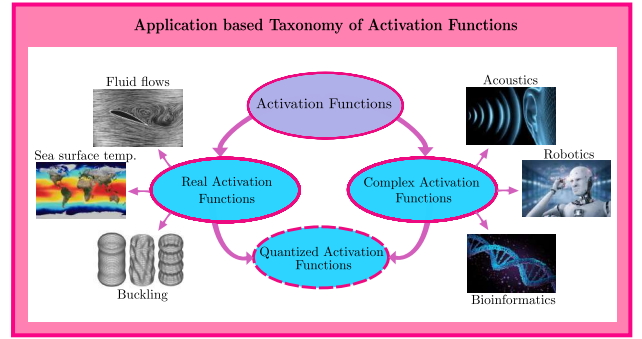 Application based Taxonomy of Activation Functions
Fluid flows
Acoustics
Activation Functions
Sea surface temp.
Robotics
Real Activation
Functions
Complex Activation
Functions
Quantized Activation
Functions
Buckling
Bioinformatics